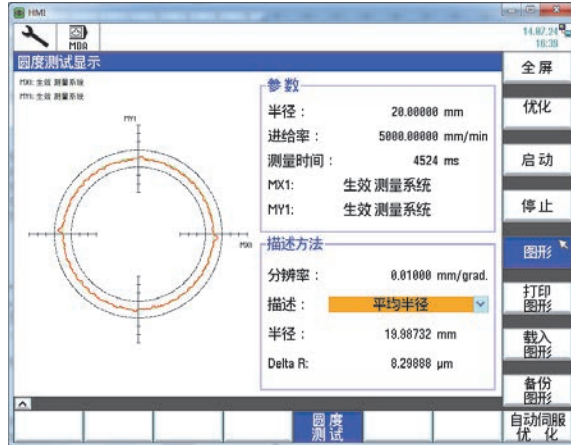 HMI
MDA
14.07.24
16:39
圆度测试显示
MX1: 生效 测量系统
MY1: 生效 测量系统
MY1
MX1
参数
半径： 20.00000 mm
进给率： 5000.00000 mm/min
测量时间： 4524 ms
MX1: 生效 测量系统
MY1: 生效 测量系统
描述方法
分辨率： 0.01000 mm/grad.
描述： 平均半径
半径： 19.98732 mm
Delta R: 8.29888 µm
全屏
优化
启动
停止
图形
打印
图形
载入
图形
备份
图形
自动伺服
优 化
圆度
测试